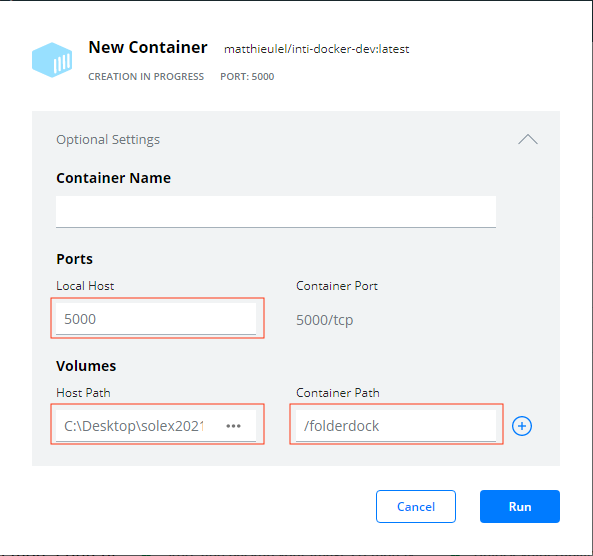 New Container matthieulel/inti-docker-dev:latest
CREATION IN PROGRESS PORT: 5000
Optional Settings
Container Name
Ports
Local Host Container Port
5000 5000/tcp
Volumes
Host Path Container Path
C:\Desktop\solex2021 ••• /folderdock
Cancel Run